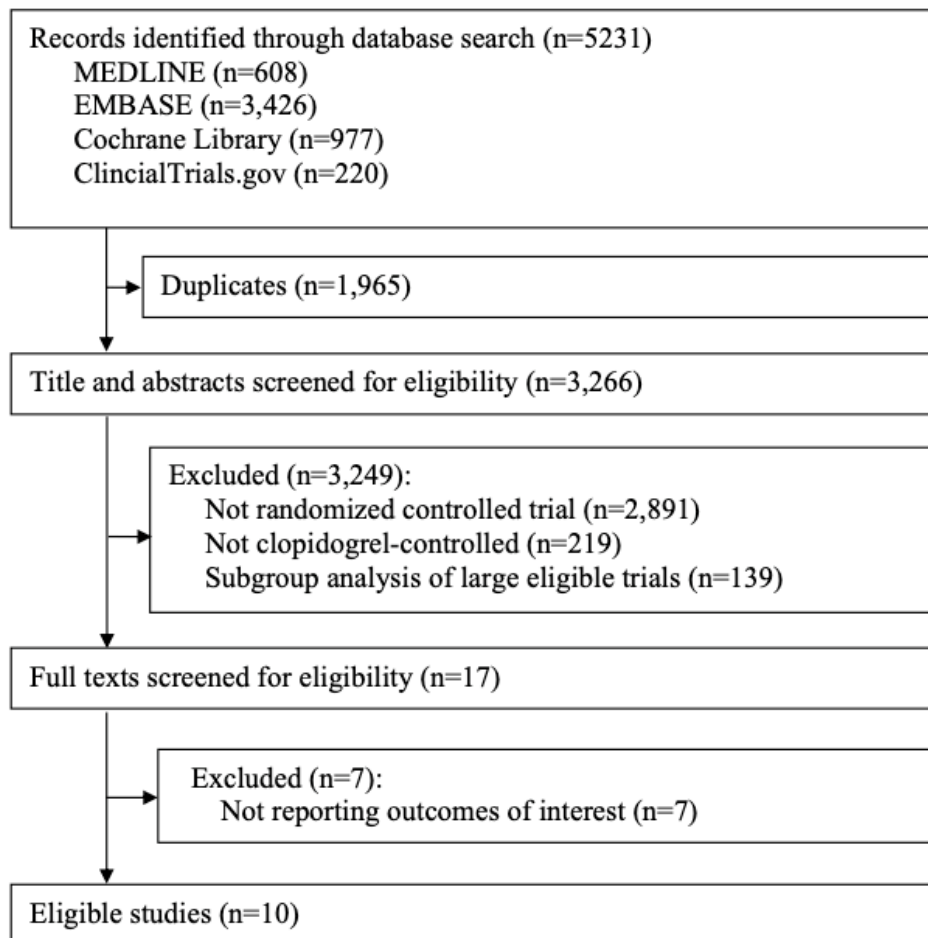 Records identified through database search (n=5231)
MEDLINE (n=608)
EMBASE (n=3,426)
Cochrane Library (n=977)
ClincialTrials.gov (n=220)
Duplicates (n=1,965)
Title and abstracts screened for eligibility (n=3,266)
Excluded (n=3,249):
Not randomized controlled trial (n=2,891)
Not clopidogrel-controlled (n=219)
Subgroup analysis of large eligible trials (n=139)
Full texts screened for eligibility (n=17)
Excluded (n=7):
Not reporting outcomes of interest (n=7)
Eligible studies (n=10)